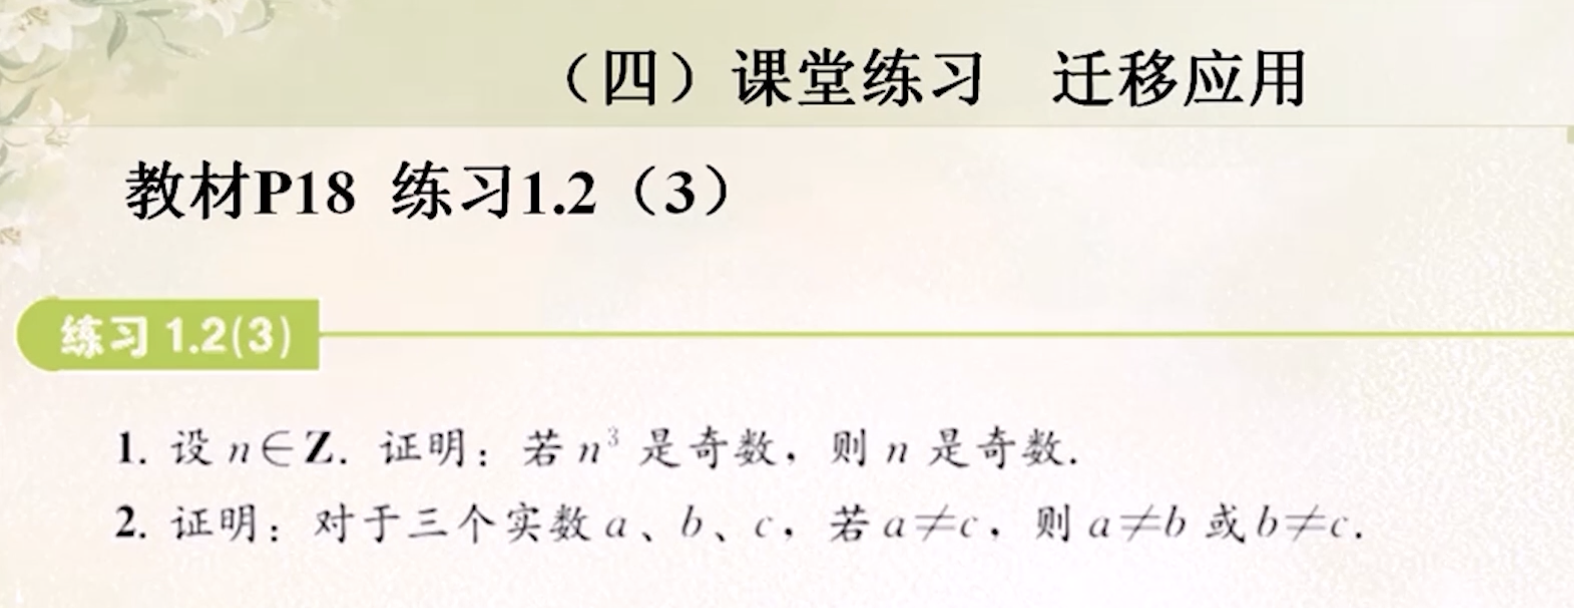 （四）课堂练习 迁移应用
教材P18 练习1.2（3）
练习 1.2(3)
1. 设 n∈Z. 证明：若 n³ 是奇数，则 n 是奇数.
2. 证明：对于三个实数 a、b、c，若 a≠c，则 a≠b 或 b≠c.